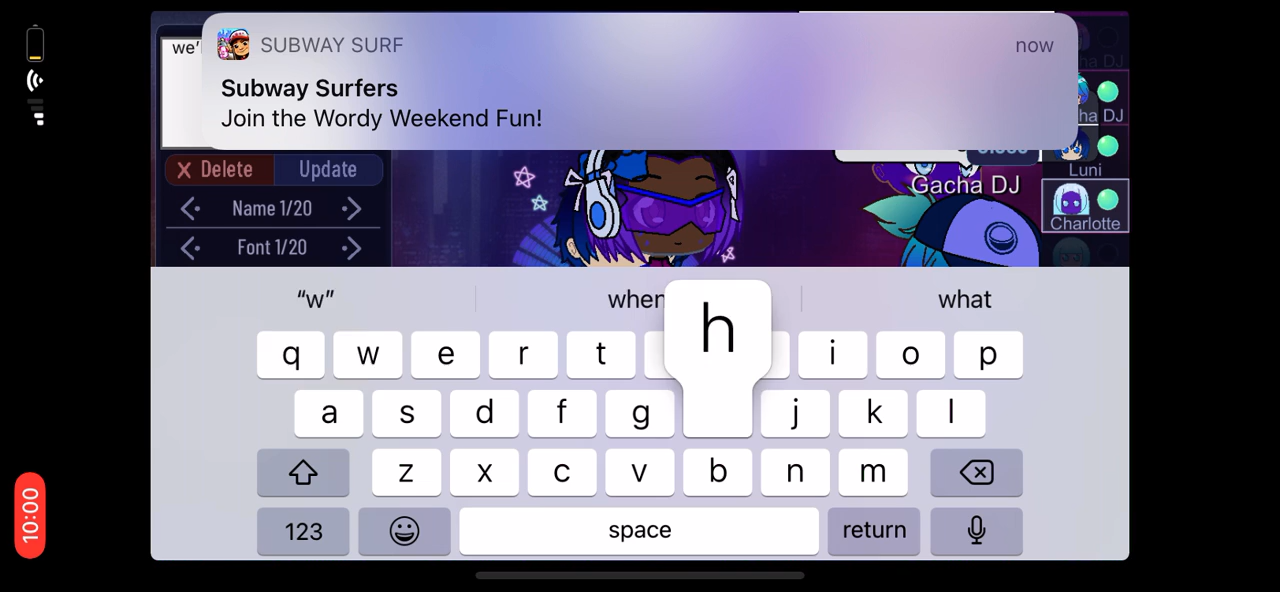 SUBWAY SURF now
Subway Surfers
Join the Wordy Weekend Fun!
Delete Update
Name 1/20
Font 1/20
Gacha DJ
Luni
Charlotte
“w” when what
h
q w e r t i o p
a s d f g j k l
z x c v b n m
123 space return
10:00